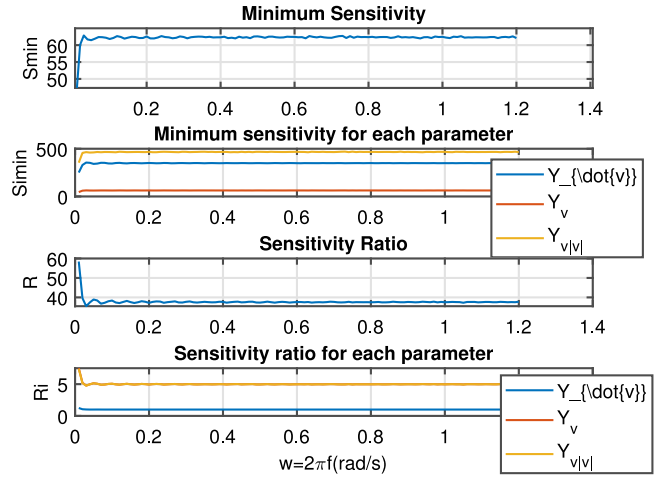 Minimum Sensitivity
Smin
60
55
50
0.2 0.4 0.6 0.8 1 1.2 1.4
Minimum sensitivity for each parameter
Simin
500
0
0 0.2 0.4 0.6 0.8 1
Y_{\dot{v}}
Y_v
Y_{v|v|}
Sensitivity Ratio
R
60
50
40
0 0.2 0.4 0.6 0.8 1 1.2 1.4
Sensitivity ratio for each parameter
Ri
5
0
0 0.2 0.4 0.6 0.8 1
Y_{\dot{v}}
Y_v
Y_{v|v|}
w=2πf(rad/s)